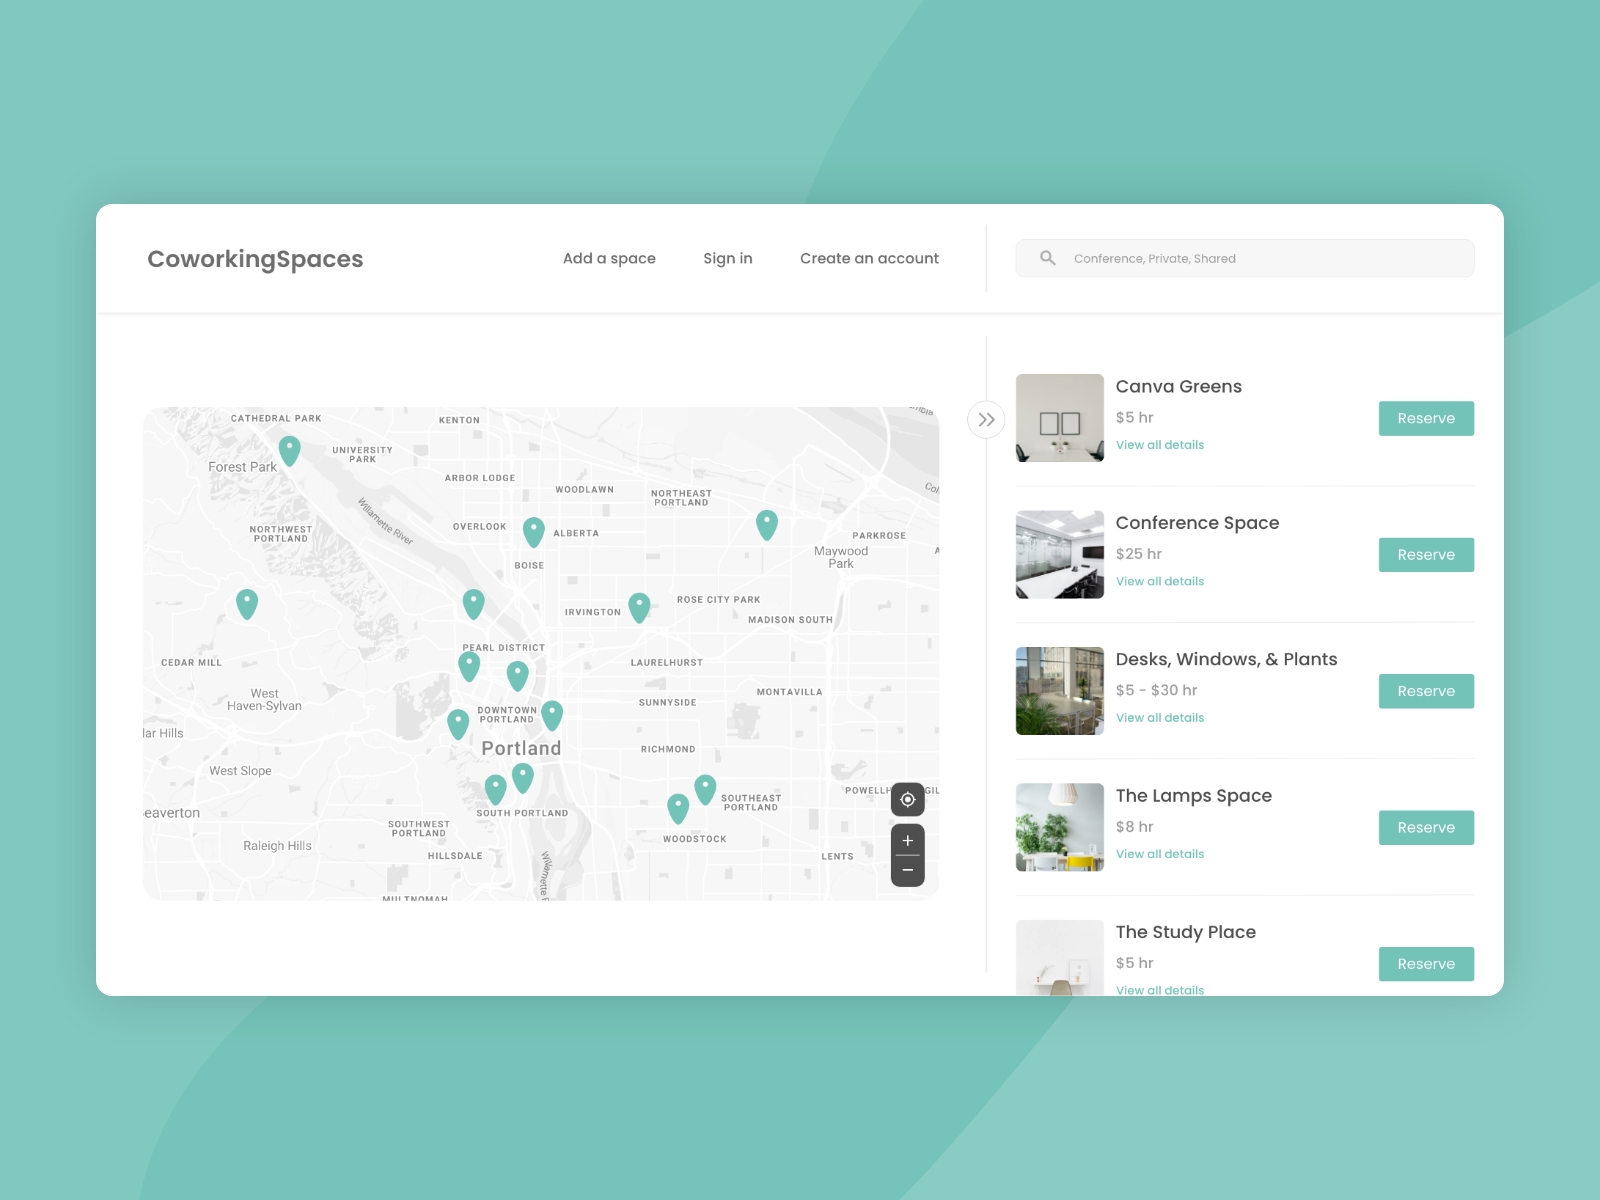 CoworkingSpaces
Add a space
Sign in
Create an account
Conference, Private, Shared
CATHEDRAL PARK
KENTON
UNIVERSITY
PARK
Forest Park
ARBOR LODGE
WOODLAWN
NORTHEAST
PORTLAND
Willamette River
NORTHWEST
PORTLAND
OVERLOOK
ALBERTA
PARKROSE
Maywood
Park
BOISE
IRVINGTON
ROSE CITY PARK
MADISON SOUTH
PEARL DISTRICT
CEDAR MILL
LAURELHURST
West
Haven-Sylvan
MONTAVILLA
SUNNYSIDE
DOWNTOWN
PORTLAND
lar Hills
Portland
RICHMOND
West Slope
POWELLH
GIL
SOUTHEAST
PORTLAND
eaverton
SOUTH PORTLAND
SOUTHWEST
PORTLAND
WOODSTOCK
Raleigh Hills
HILLSDALE
LENTS
Willamette R
MULTNOMAH
Canva Greens
$5 hr
View all details
Reserve
Conference Space
$25 hr
View all details
Reserve
Desks, Windows, & Plants
$5 - $30 hr
View all details
Reserve
The Lamps Space
$8 hr
View all details
Reserve
The Study Place
$5 hr
View all details
Reserve